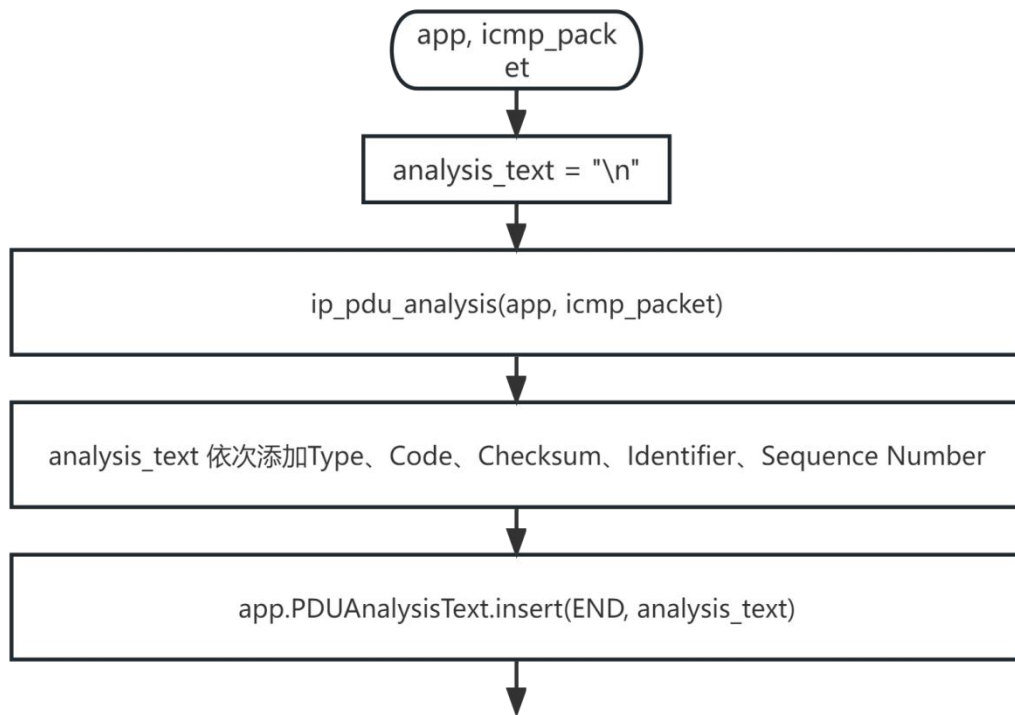 app, icmp_pack
et
analysis_text = "\n"
ip_pdu_analysis(app, icmp_packet)
analysis_text 依次添加Type、Code、Checksum、Identifier、Sequence Number
app.PDUAnalysisText.insert(END, analysis_text)